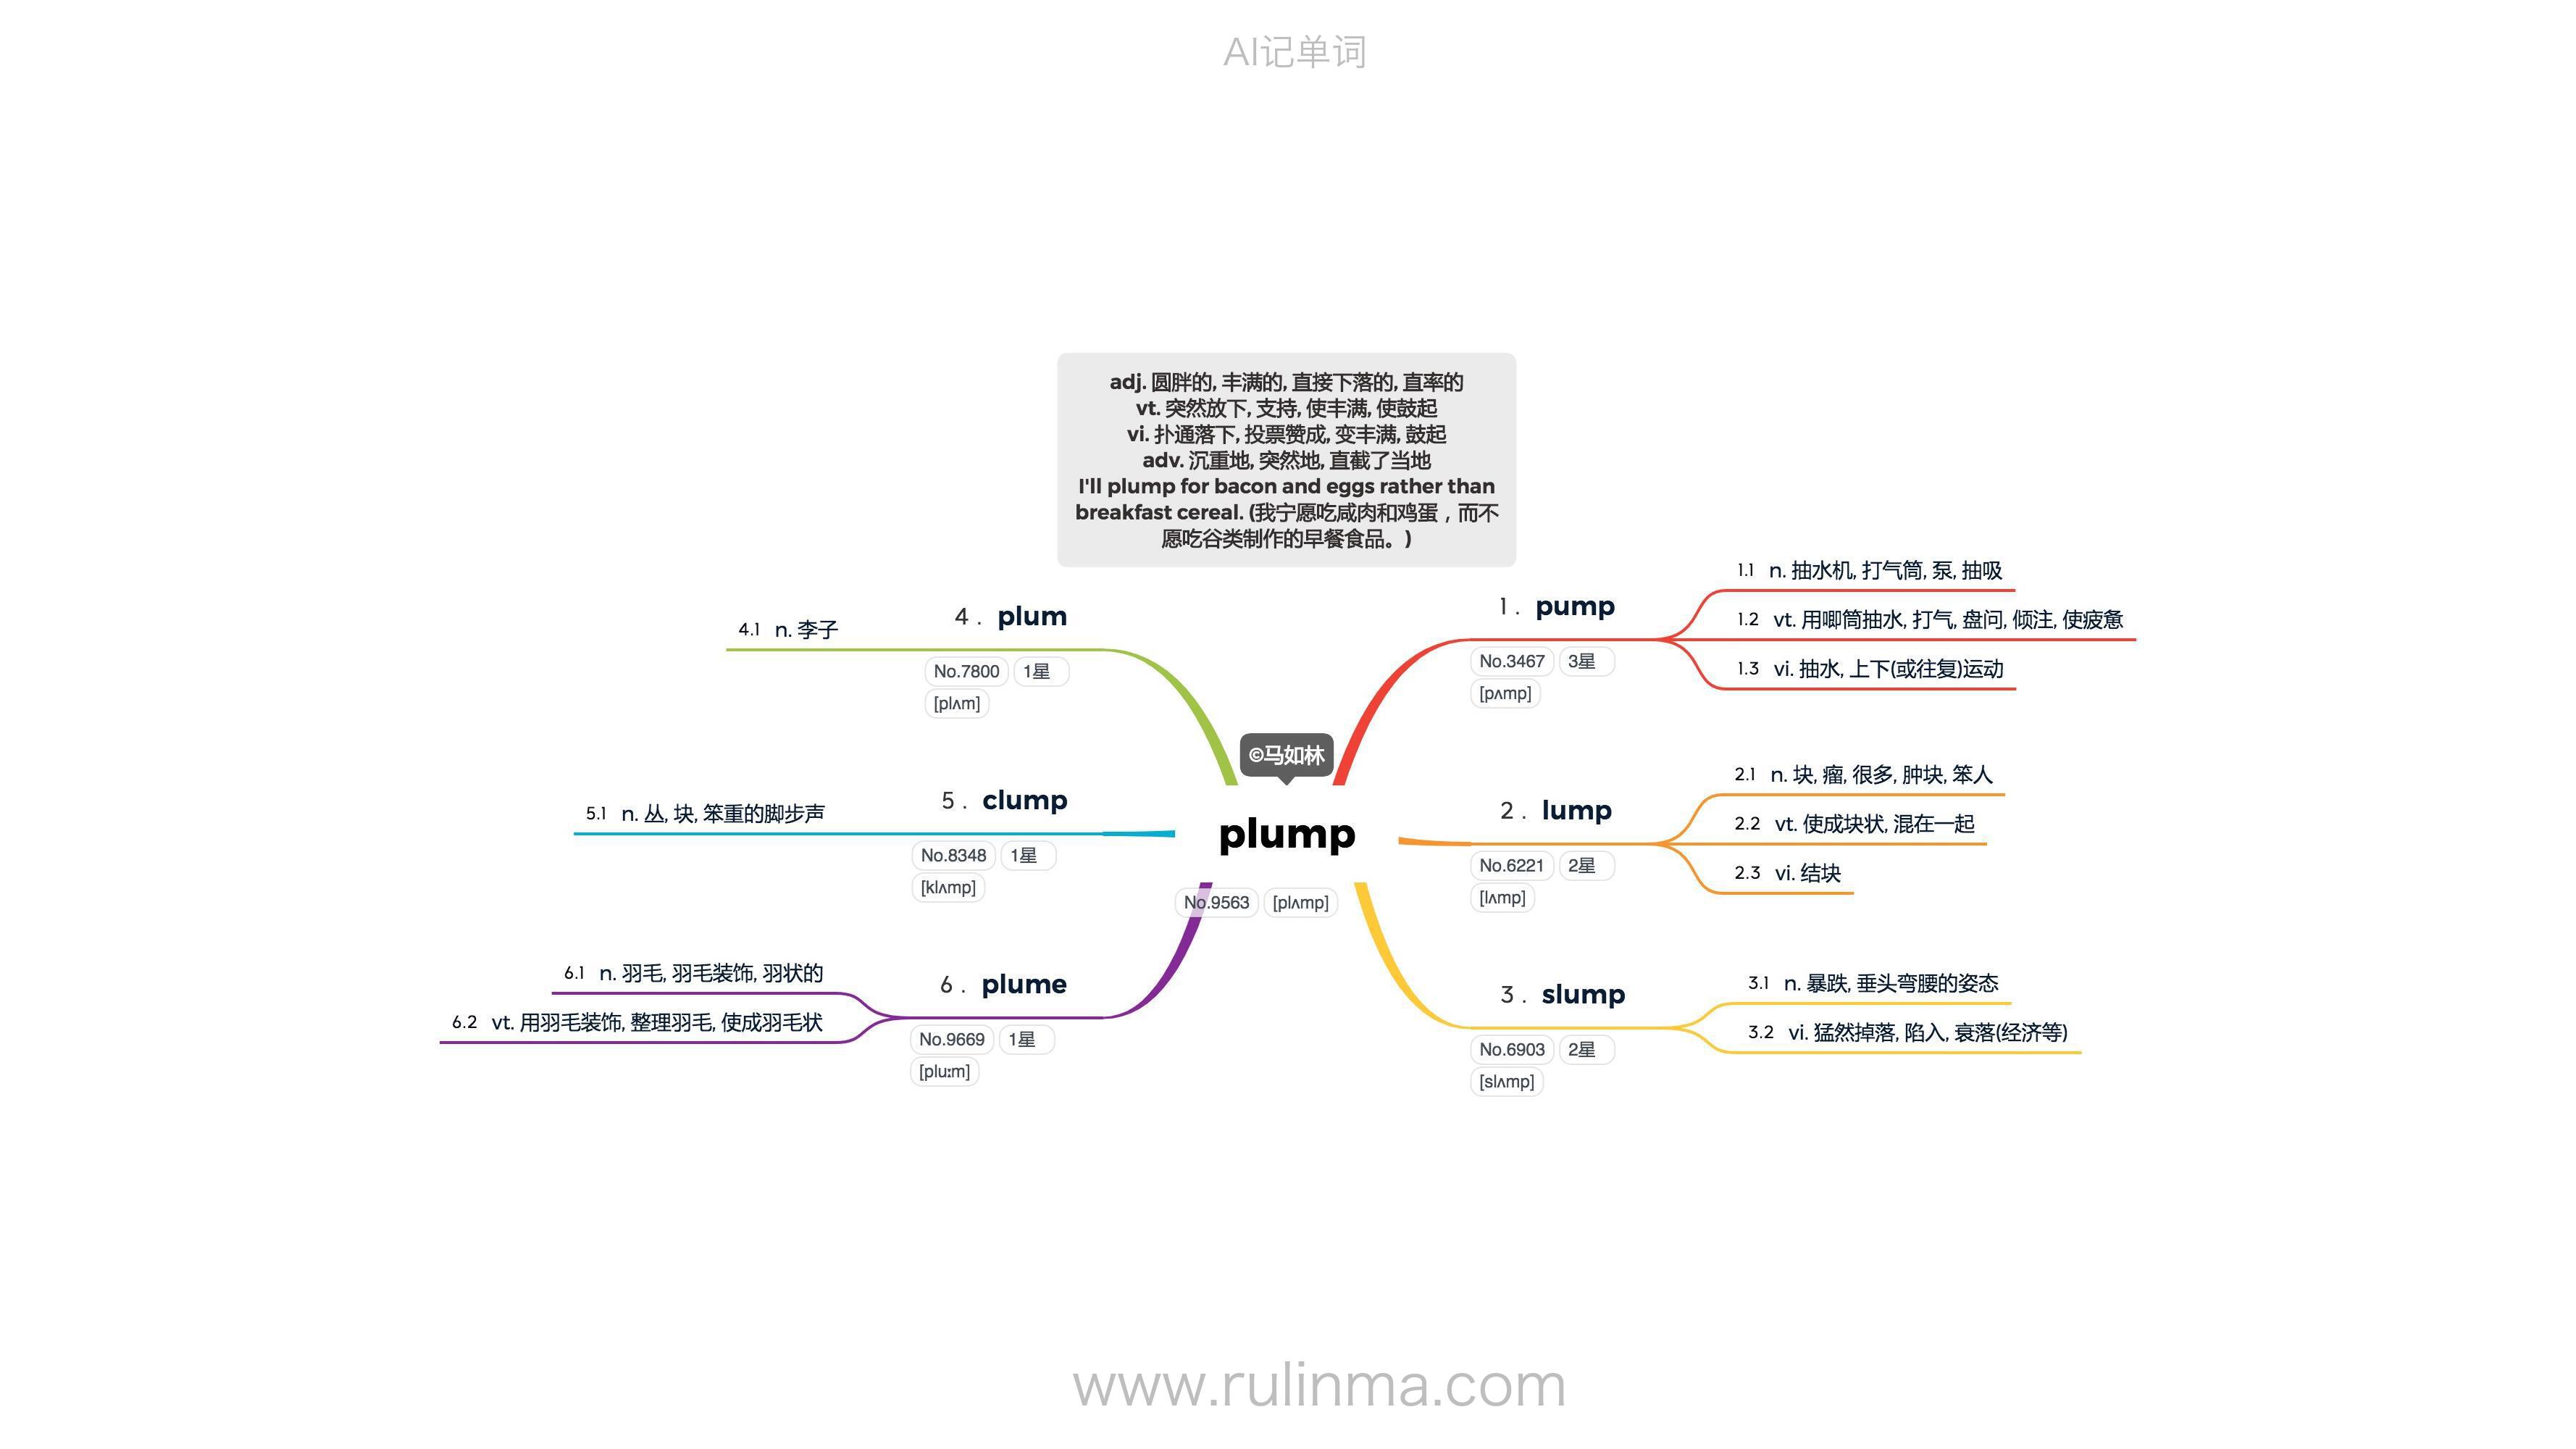 AI记单词
adj. 圆胖的, 丰满的, 直接下落的, 直率的
vt. 突然放下, 支持, 使丰满, 使鼓起
vi. 扑通落下, 投票赞成, 变丰满, 鼓起
adv. 沉重地, 突然地, 直截了当地
I'll plump for bacon and eggs rather than
breakfast cereal. (我宁愿吃咸肉和鸡蛋，而不
愿吃谷类制作的早餐食品。)
©马如林
plump
No.9563 [plʌmp]
1. pump
No.3467 3星
[pʌmp]
1.1 n. 抽水机, 打气筒, 泵, 抽吸
1.2 vt. 用唧筒抽水, 打气, 盘问, 倾注, 使疲惫
1.3 vi. 抽水, 上下(或往复)运动
2. lump
No.6221 2星
[lʌmp]
2.1 n. 块, 瘤, 很多, 肿块, 笨人
2.2 vt. 使成块状, 混在一起
2.3 vi. 结块
3. slump
No.6903 2星
[slʌmp]
3.1 n. 暴跌, 垂头弯腰的姿态
3.2 vi. 猛然掉落, 陷入, 衰落(经济等)
4. plum
No.7800 1星
[plʌm]
4.1 n. 李子
5. clump
No.8348 1星
[klʌmp]
5.1 n. 丛, 块, 笨重的脚步声
6. plume
No.9669 1星
[plu:m]
6.1 n. 羽毛, 羽毛装饰, 羽状的
6.2 vt. 用羽毛装饰, 整理羽毛, 使成羽毛状
www.rulinma.com